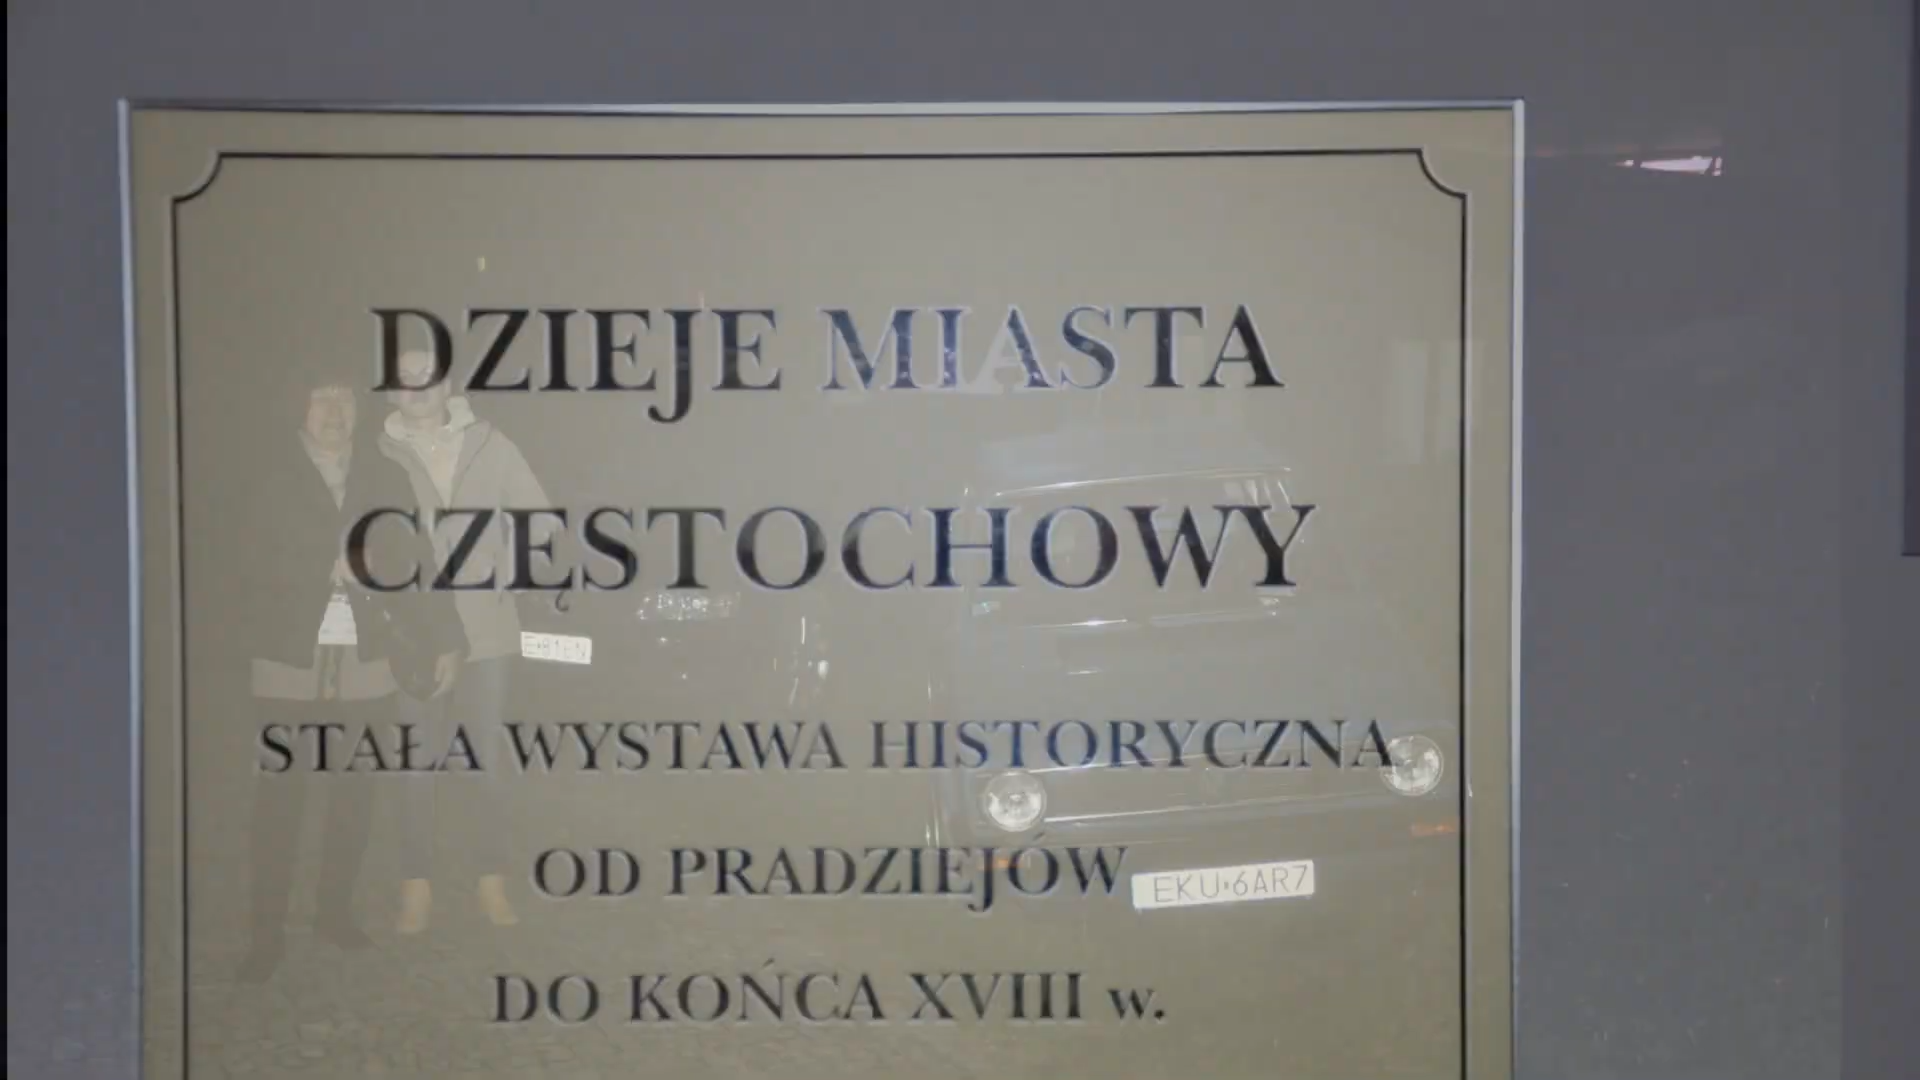 DZIEJE MIASTA
CZĘSTOCHOWY
STAŁA WYSTAWA HISTORYCZNA
OD PRADZIEJÓW
EKU·6AR7
DO KOŃCA XVIII w.